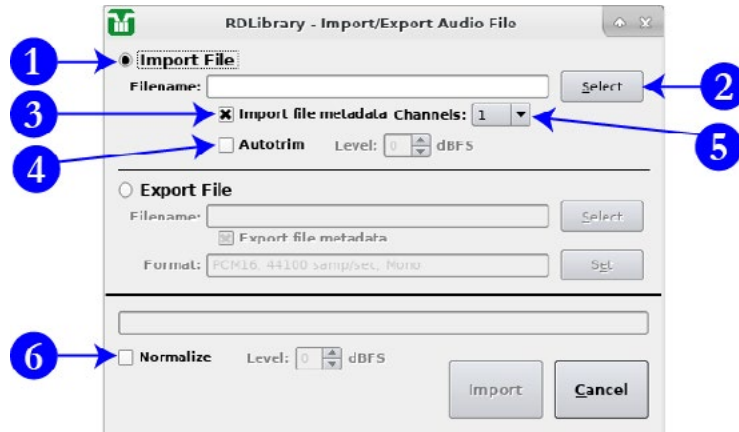 RDLibrary - Import/Export Audio File
1 Import File
Filename: Select 2
3 Import file metadata Channels: 1 5
4 Autotrim Level: 0 dBFS
Export File
Filename: Select
Export file metadata
Format: PCM16, 44100 samp/sec, Mono Set
6 Normalize Level: 0 dBFS
Import Cancel